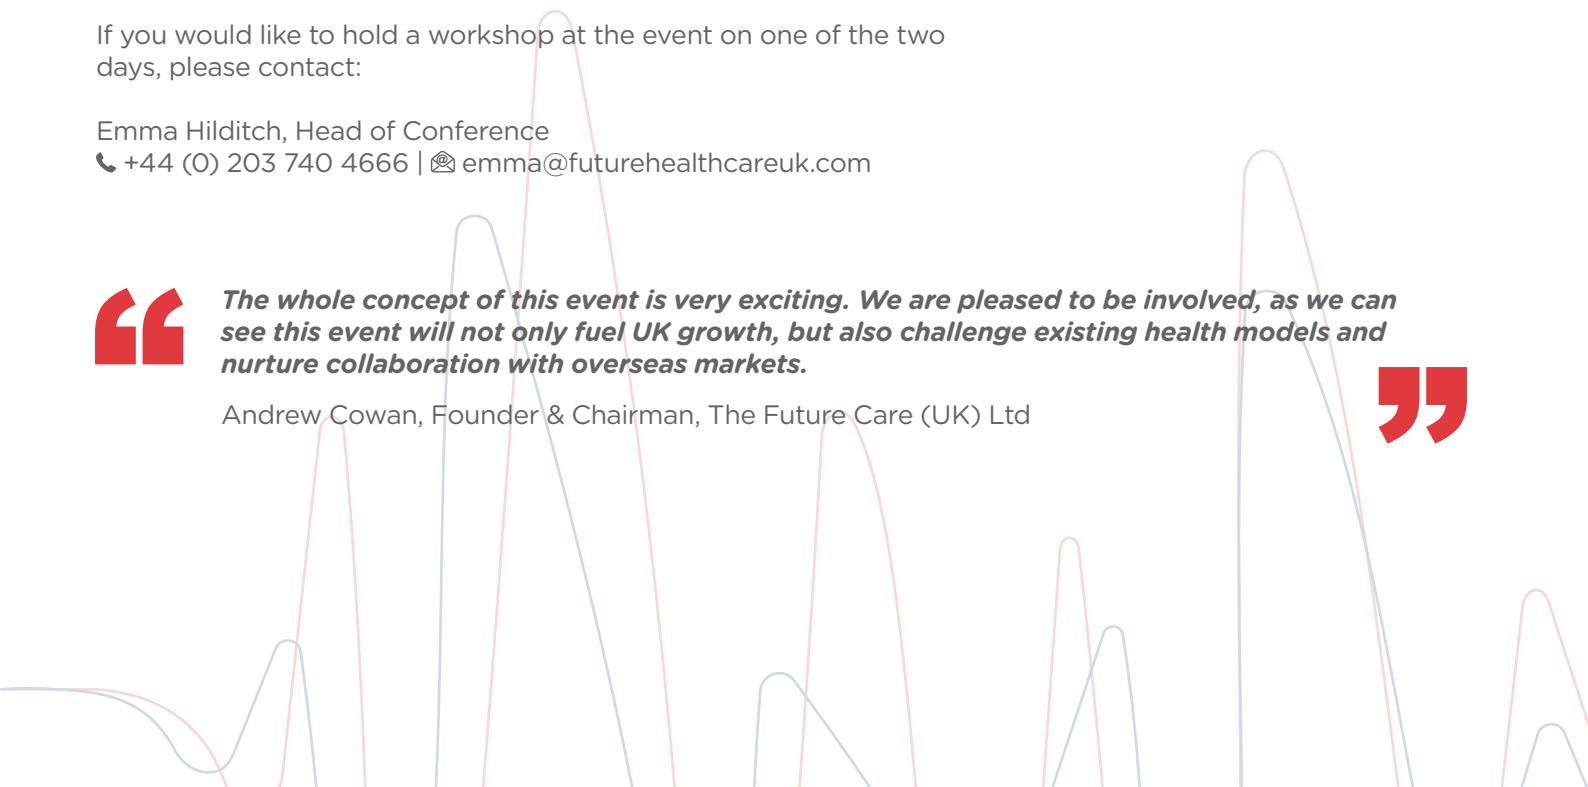 If you would like to hold a workshop at the event on one of the two
days, please contact:
Emma Hilditch, Head of Conference
+44 (0) 203 740 4666 | emma@futurehealthcareuk.com
“
The whole concept of this event is very exciting. We are pleased to be involved, as we can
see this event will not only fuel UK growth, but also challenge existing health models and
nurture collaboration with overseas markets.
”
Andrew Cowan, Founder & Chairman, The Future Care (UK) Ltd